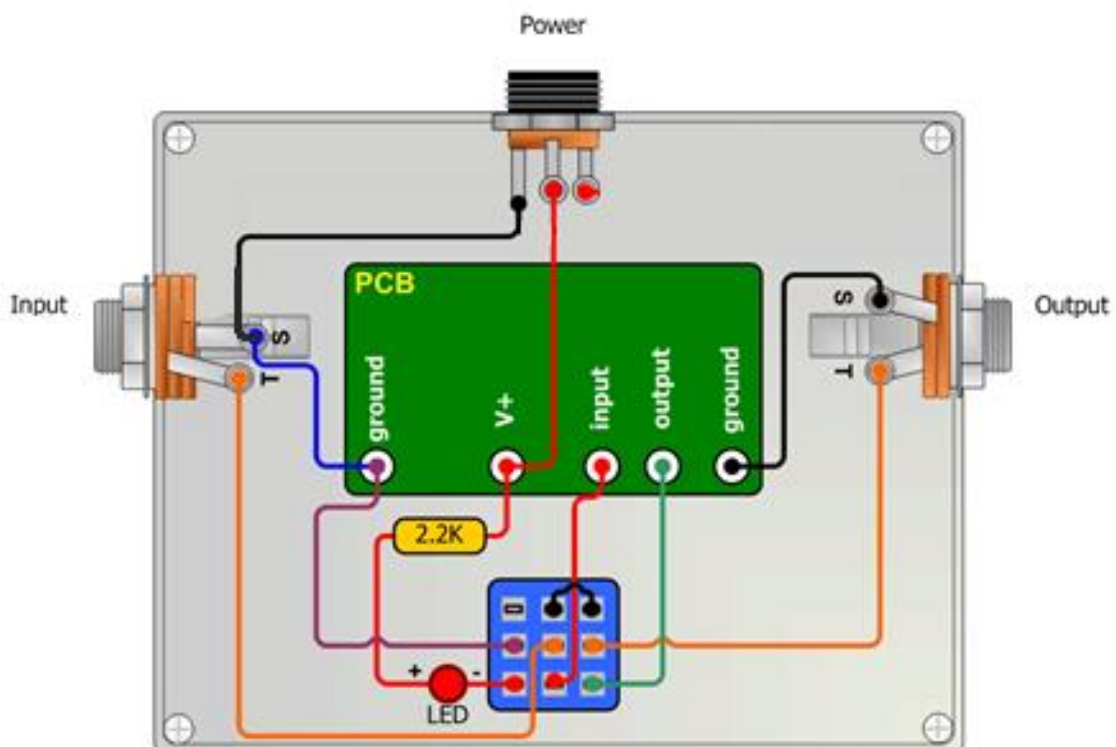 Power
PCB
Input
S
T
ground
V+
input
output
ground
S
T
Output
2.2K
+
-
LED